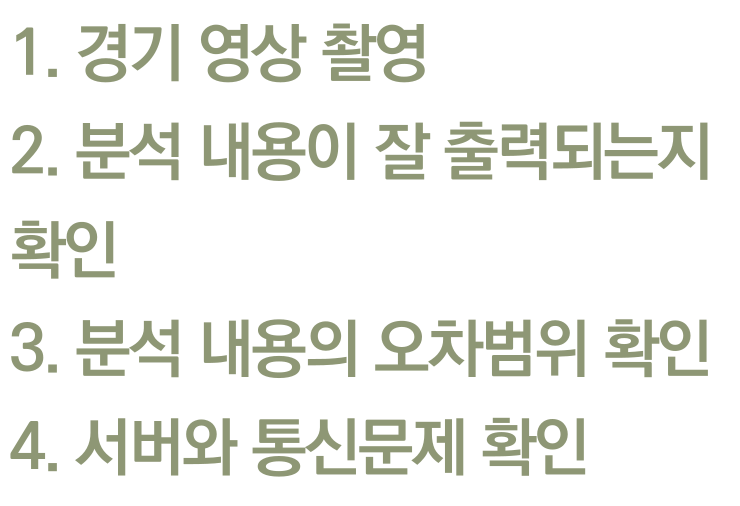 1. 경기 영상 촬영
2. 분석 내용이 잘 출력되는지
확인
3. 분석 내용의 오차범위 확인
4. 서버와 통신문제 확인